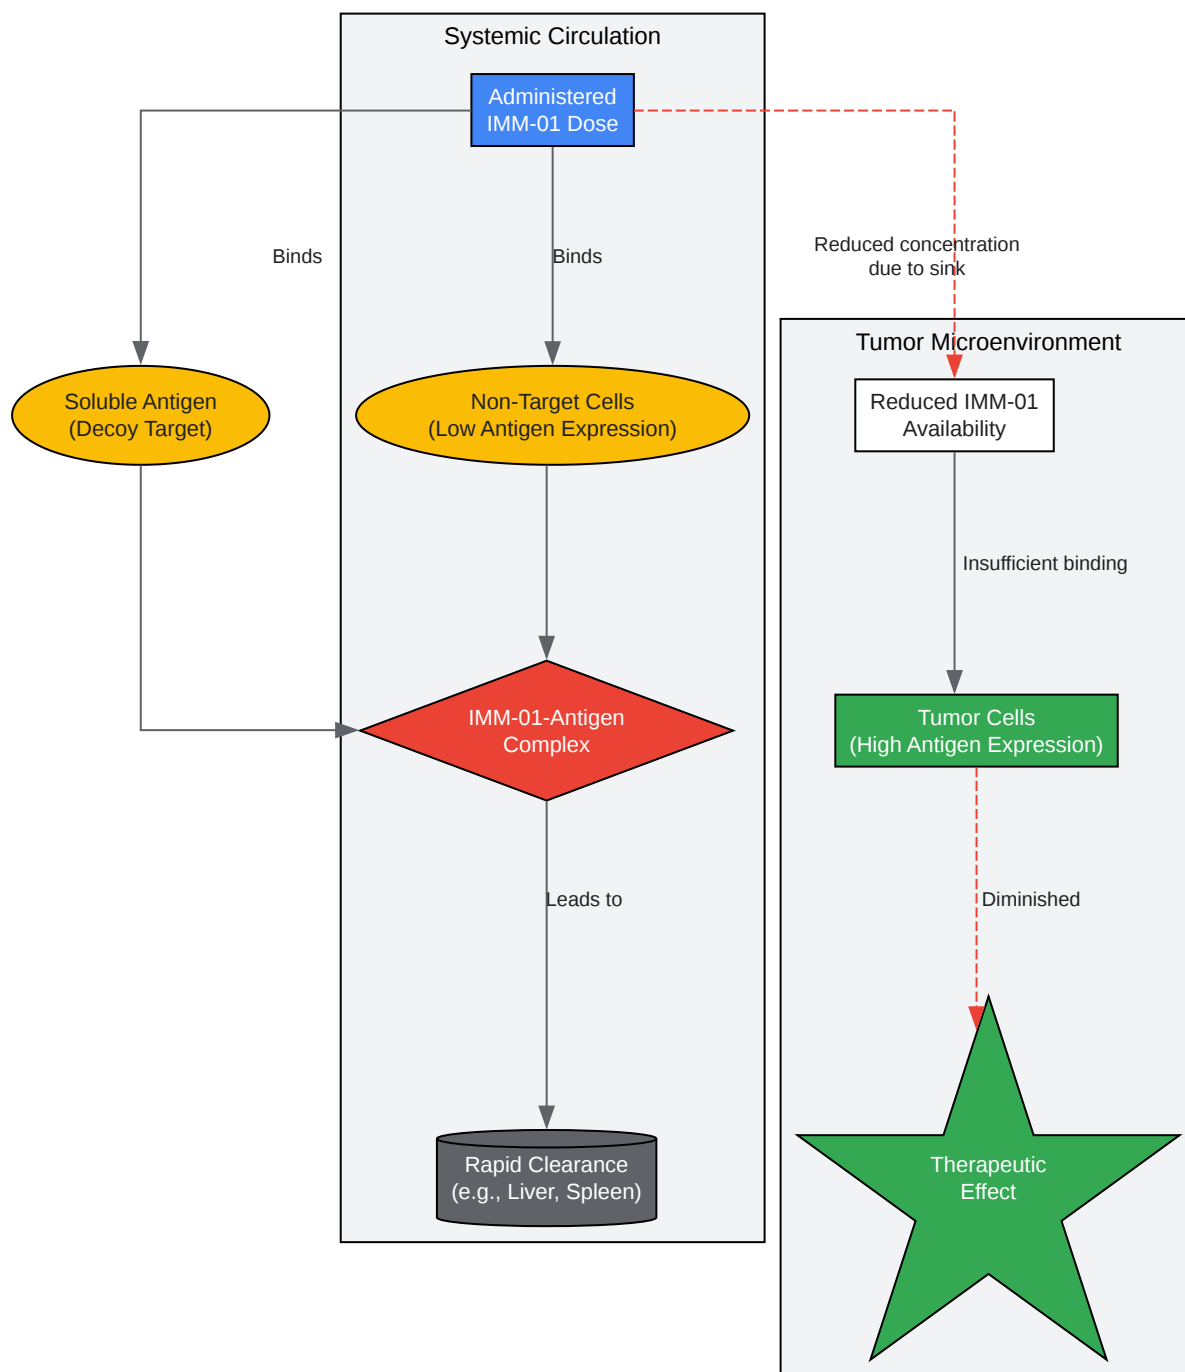 Systemic Circulation
Administered
IMM-01 Dose
Binds
Binds
Reduced concentration
due to sink
Tumor Microenvironment
Soluble Antigen
(Decoy Target)
Non-Target Cells
(Low Antigen Expression)
Reduced IMM-01
Availability
Insufficient binding
IMM-01-Antigen
Complex
Tumor Cells
(High Antigen Expression)
Leads to
Diminished
Rapid Clearance
(e.g., Liver, Spleen)
Therapeutic
Effect